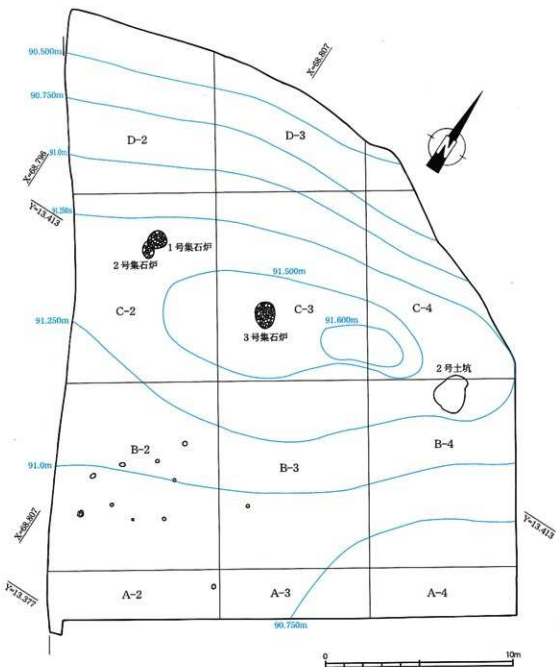 90.500m
X=68.807
90.750m
D-2
D-3
91.0m
X=68.796
Y=13.413
91.250m
1号集石炉
2号集石炉
91.500m
C-2
C-3
C-4
91.600m
91.250m
3号集石炉
2号土坑
B-2
B-3
B-4
91.0m
X=68.807
Y=13.413
Y=13.377
A-2
A-3
A-4
90.750m
N
0
10m